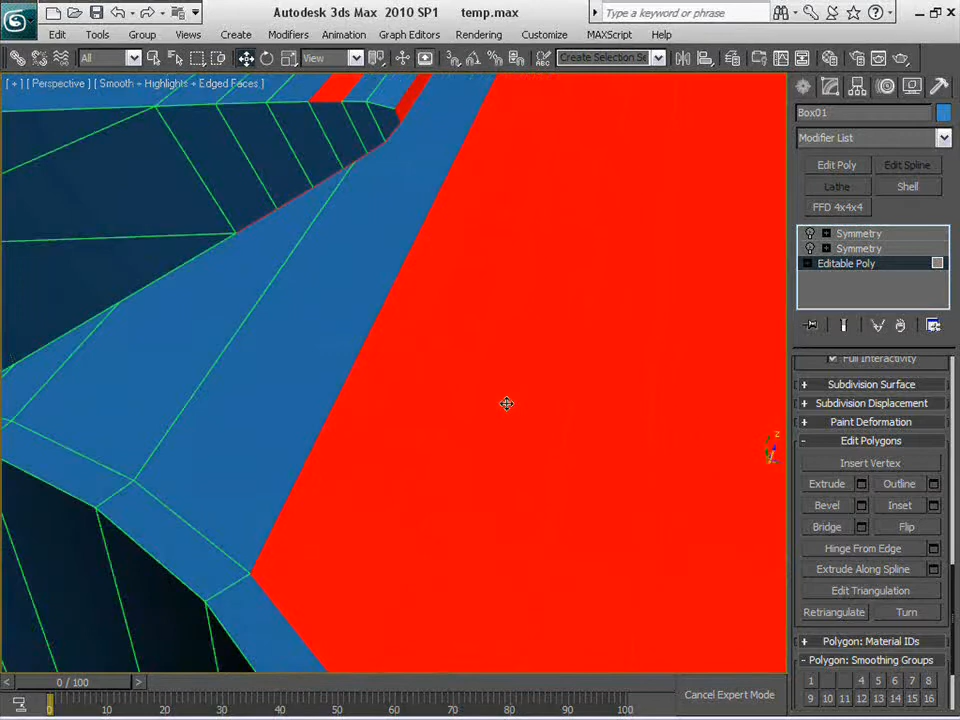 Autodesk 3ds Max 2010 SP1 temp.max
Type a keyword or phrase
Edit Tools Group Views Create Modifiers Animation Graph Editors Rendering Customize MAXScript Help
All View Create Selection Se
[ + ] [ Perspective ] [ Smooth + Highlights + Edged Faces ]
Box01
Modifier List
Edit Poly Edit Spline
Lathe Shell
FFD 4x4x4
Symmetry
Symmetry
Editable Poly
Full Interactivity
+ Subdivision Surface
+ Subdivision Displacement
+ Paint Deformation
- Edit Polygons
Insert Vertex
Extrude Outline
Bevel Inset
Bridge Flip
Hinge From Edge
Extrude Along Spline
Edit Triangulation
Retriangulate Turn
+ Polygon: Material IDs
- Polygon: Smoothing Groups
1 4 5 6 7 8
9 10 11 12 13 14 15 16
z
< 0 / 100 >
0 10 20 30 40 50 60 70 80 90 100
Cancel Expert Mode